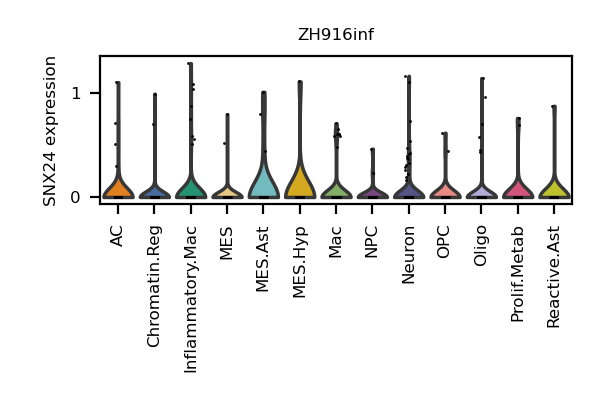 ZH916inf
SNX24 expression
1
0
AC
Chromatin.Reg
Inflammatory.Mac
MES
MES.Ast
MES.Hyp
Mac
NPC
Neuron
OPC
Oligo
Prolif.Metab
Reactive.Ast